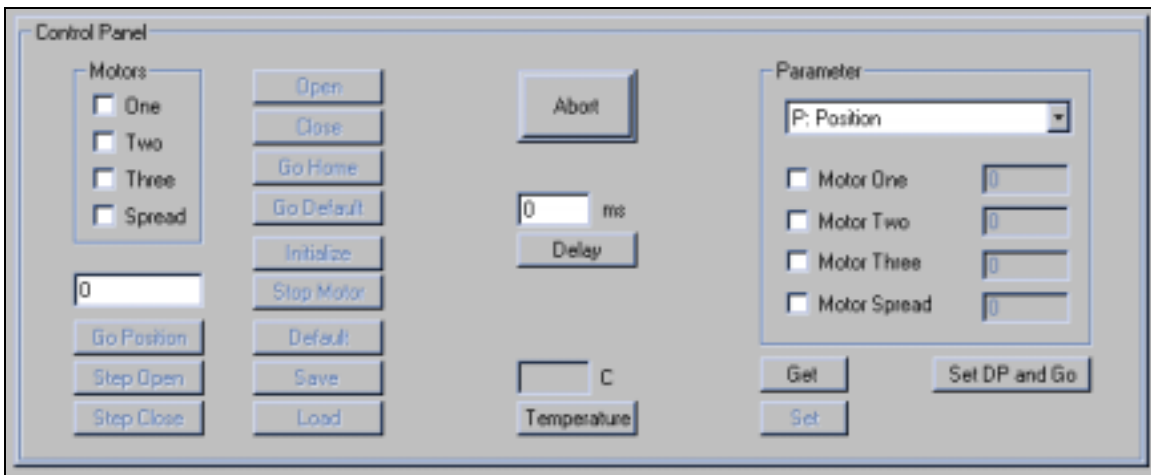 Control Panel
Motors
One
Two
Three
Spread
0
Go Position
Step Open
Step Close
Open
Close
Go Home
Go Default
Initialize
Stop Motor
Default
Save
Load
Abort
0 ms
Delay
C
Temperature
Parameter
P: Position
Motor One 0
Motor Two 0
Motor Three 0
Motor Spread 0
Get
Set DP and Go
Set